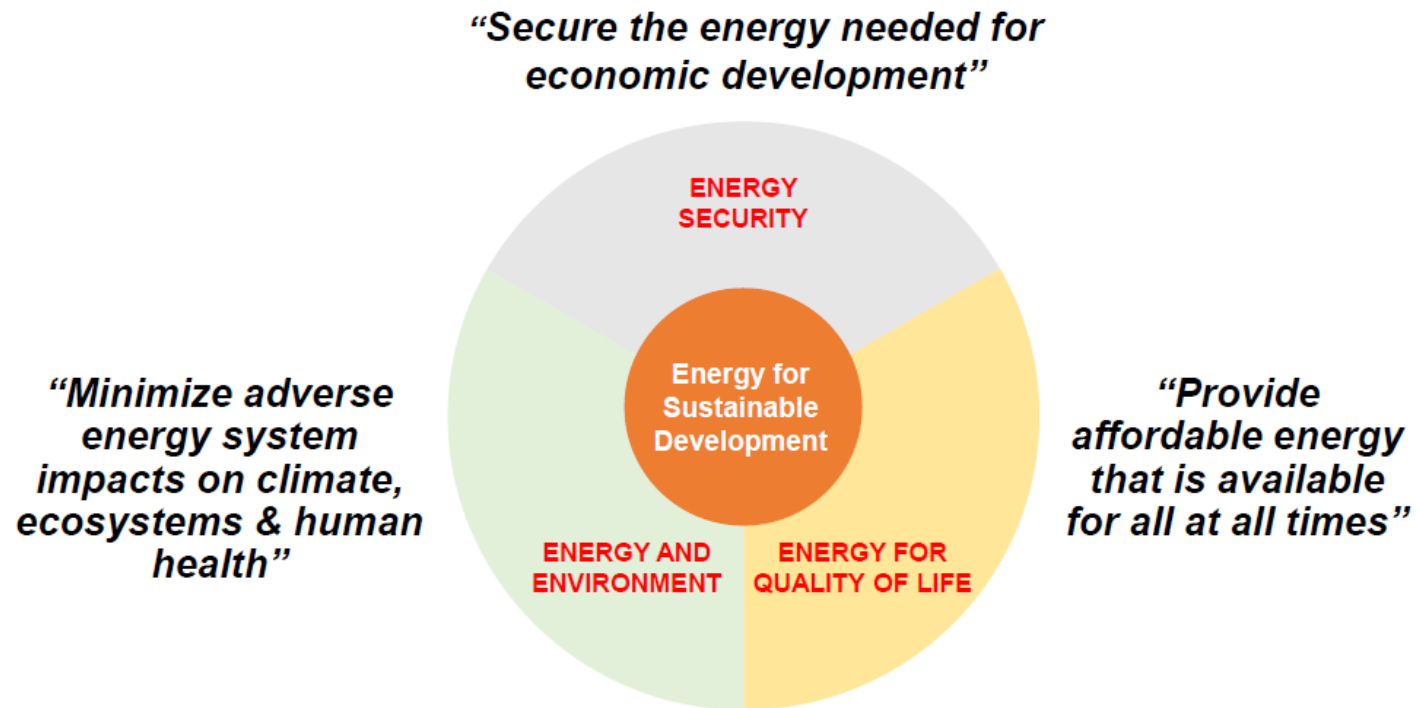 “Secure the energy needed for
economic development”
ENERGY
SECURITY
Energy for
Sustainable
Development
“Minimize adverse
energy system
impacts on climate,
ecosystems & human
health”
“Provide
affordable energy
that is available
for all at all times”
ENERGY AND
ENVIRONMENT
ENERGY FOR
QUALITY OF LIFE